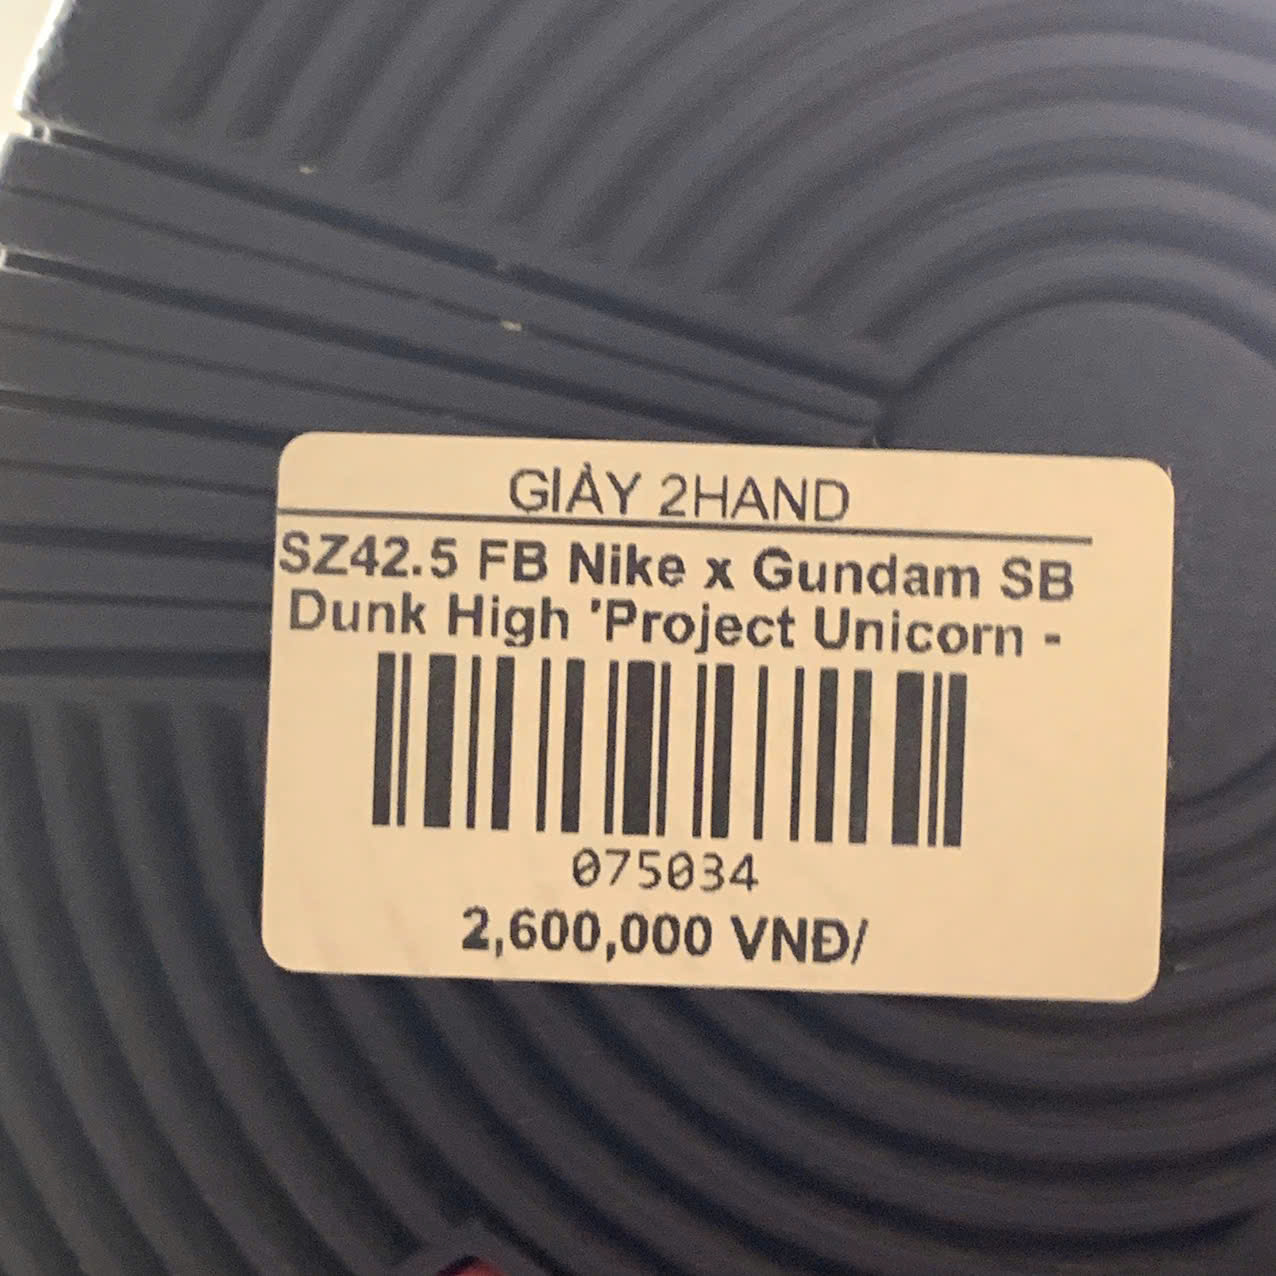 GIÀY 2HAND
SZ42.5 FB Nike x Gundam SB
Dunk High 'Project Unicorn -
075034
2,600,000 VNĐ/